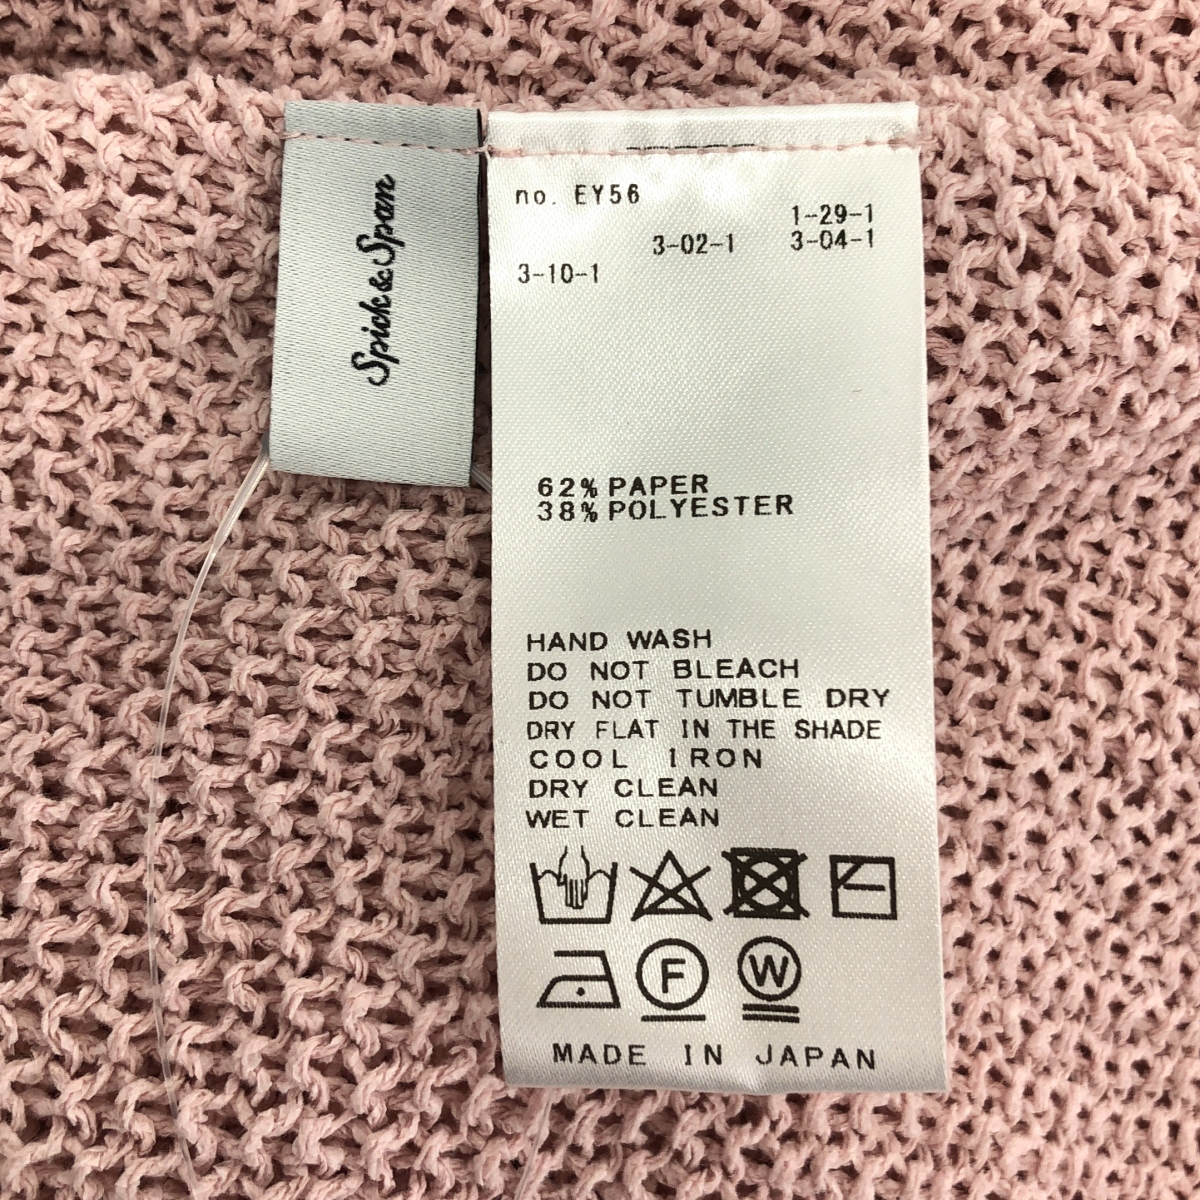 Spick & Span
no. EY56
1-29-1
3-02-1 3-04-1
3-10-1
62% PAPER
38% POLYESTER
HAND WASH
DO NOT BLEACH
DO NOT TUMBLE DRY
DRY FLAT IN THE SHADE
COOL IRON
DRY CLEAN
WET CLEAN
F W
MADE IN JAPAN